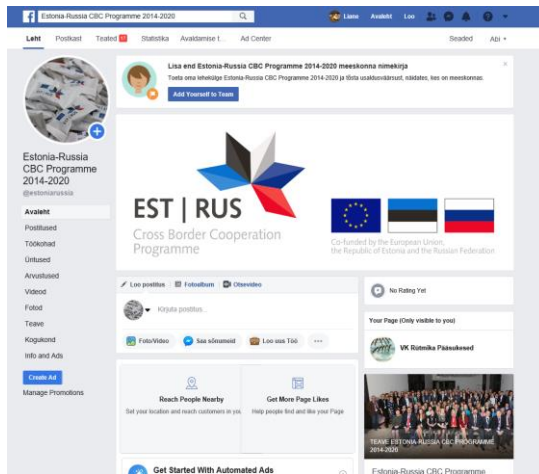 Estonia-Russia CBC Programme 2014-2020
Liane Avaleht Loo
Leht Postkast Teated Statistika Avaldamise t... Ad Center Seaded Abi
Lisa end Estonia-Russia CBC Programme 2014-2020 meeskonna nimekirja
Toeta oma lehekülge Estonia-Russia CBC Programme 2014-2020 ja tõsta usaldusväärsust, näidates, kes on meeskonnas.
Add Yourself to Team
Estonia-Russia
CBC Programme
2014-2020
@estoniarussia
Avaleht
Postitused
Töökohad
Üritused
Arvustused
Videod
Fotod
Teave
Kogukond
Info and Ads
Create Ad
Manage Promotions
EST | RUS
Cross Border Cooperation
Programme
Co-funded by the European Union,
the Republic of Estonia and the Russian Federation
Loo postitus Fotoalbum Otsevideo
Kirjuta postitus...
Foto/Video Saa sõnumeid Loo uus Töö
Reach People Nearby
Set your location and reach customers in you
Get More Page Likes
Help people find and like your Page
Get Started With Automated Ads
No Rating Yet
Your Page (Only visible to you)
VK Rütmika Pääsukesed
TEAVE ESTONIA-RUSSIA CBC PROGRAMME
2014-2020
Estonia-Russia CBC Programme